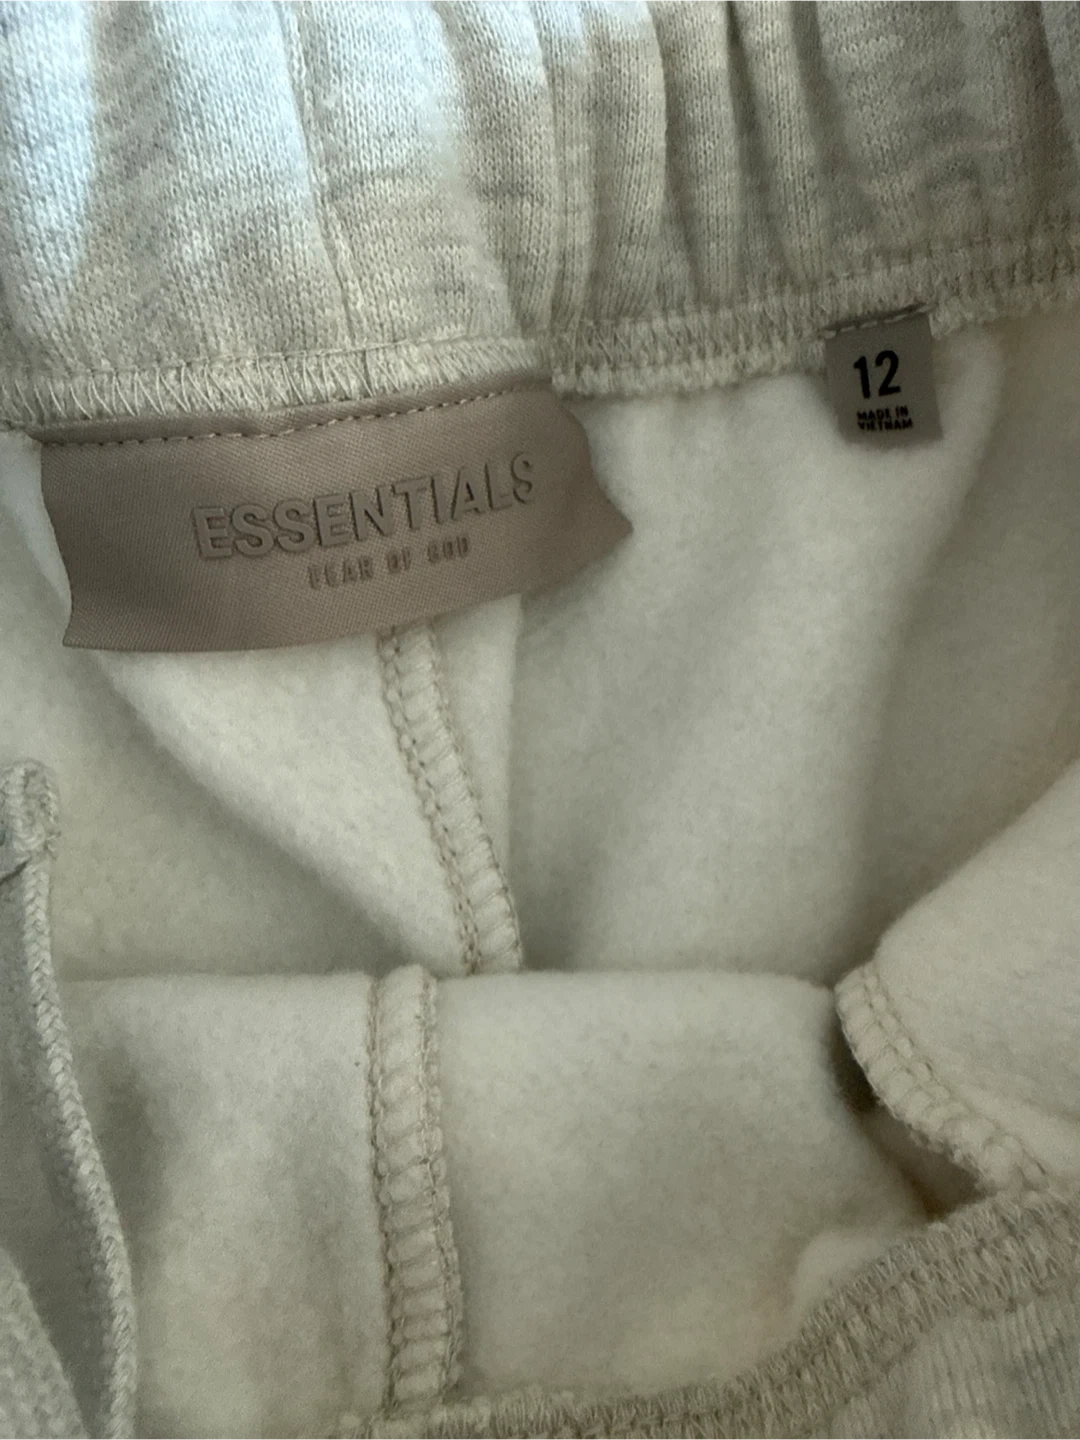 ESSENTIALS
FEAR OF GOD
12
MADE IN
VIETNAM